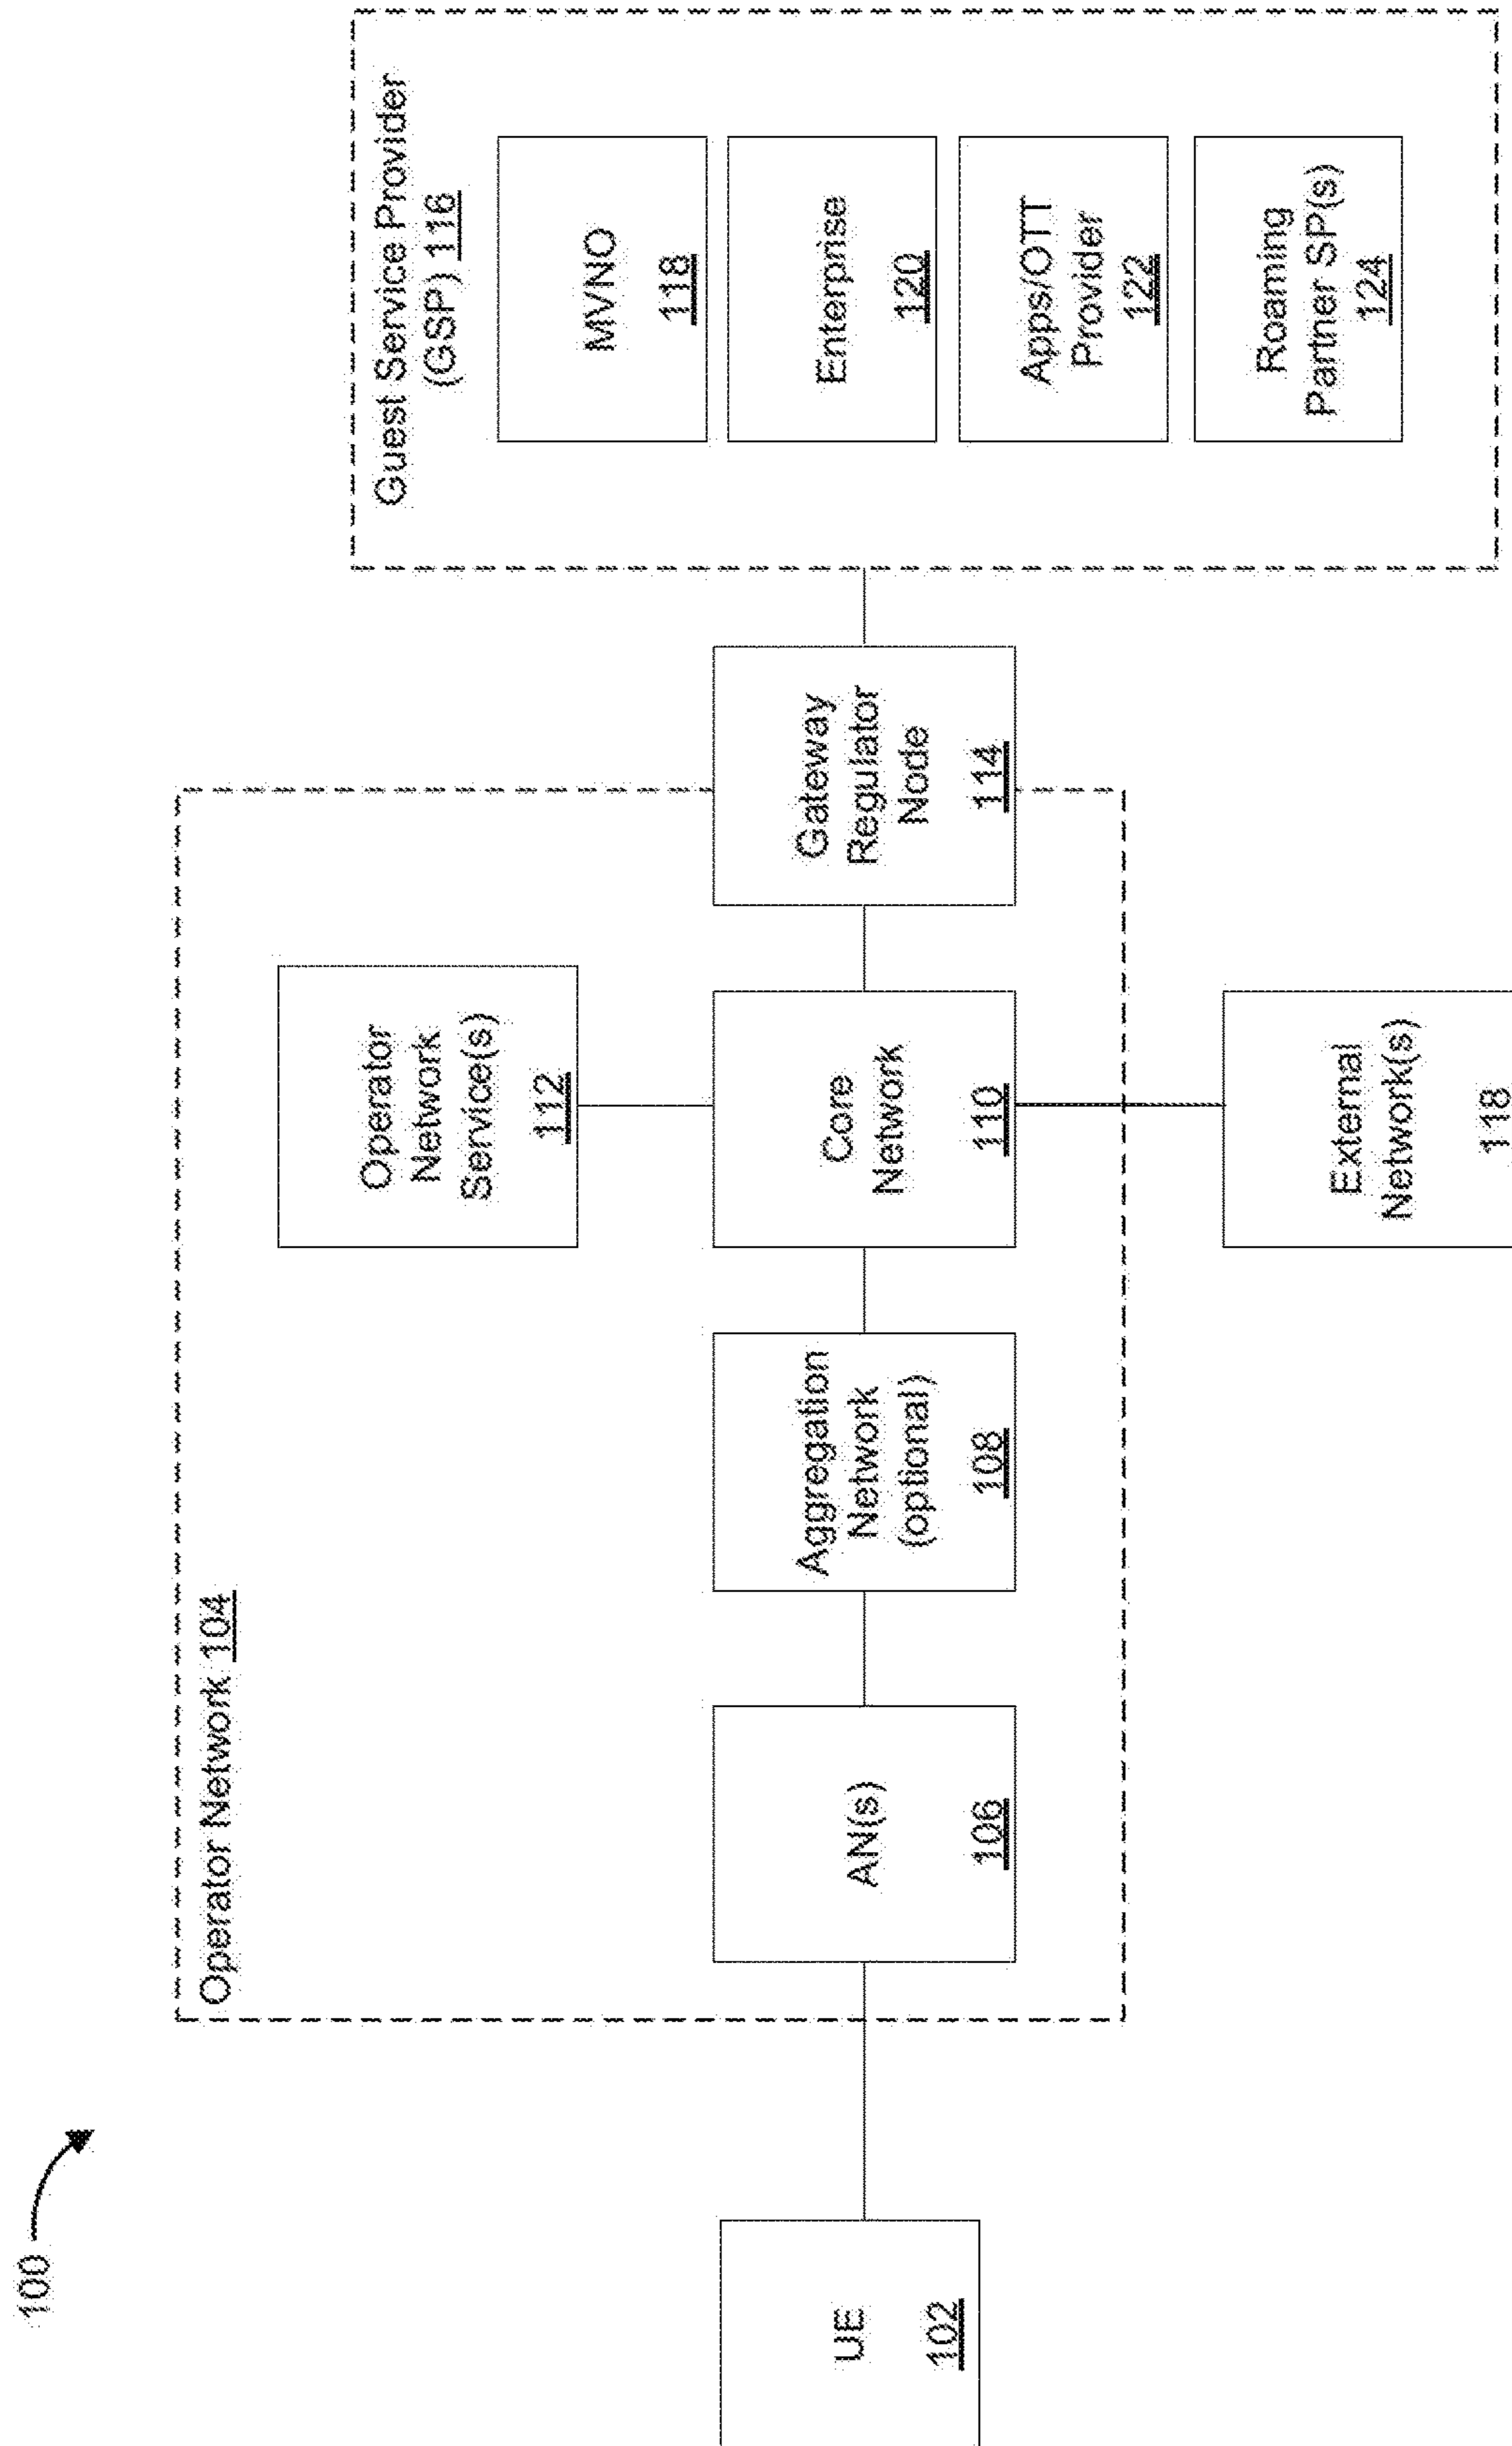 100
Operator Network 104
Guest Service Provider
(GSP) 116
UE
102
AN(s)
106
Aggregation
Network
(optional)
108
Core
Network
110
Operator
Network
Service(s)
112
Gateway
Regulator
Node
114
External
Network(s)
118
MVNO
118
Enterprise
120
Apps/OTT
Provider
122
Roaming
Partner SP(s)
124